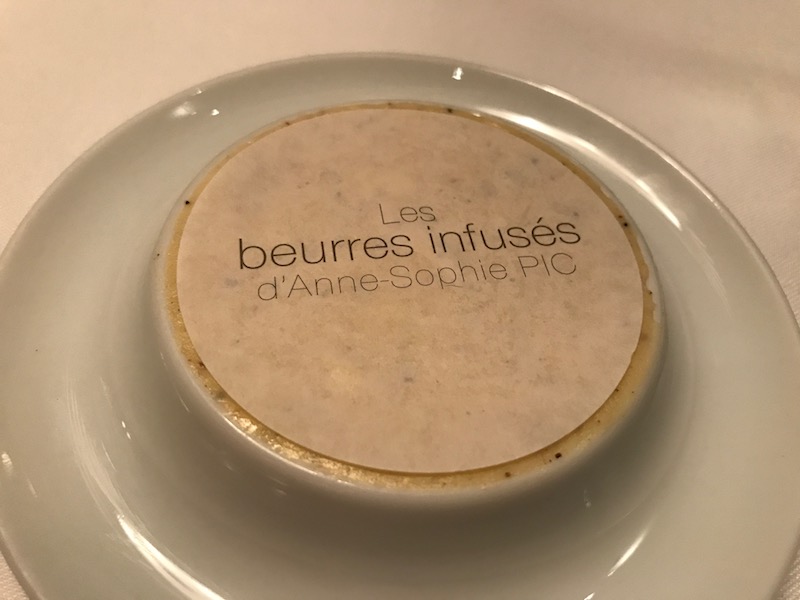 Les
beurres infusés
d'Anne-Sophie PIC